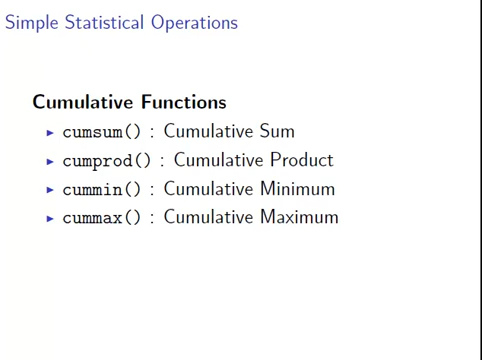 Simple Statistical Operations
Cumulative Functions
▶ cumsum() : Cumulative Sum
▶ cumprod() : Cumulative Product
▶ cummin() : Cumulative Minimum
▶ cummax() : Cumulative Maximum